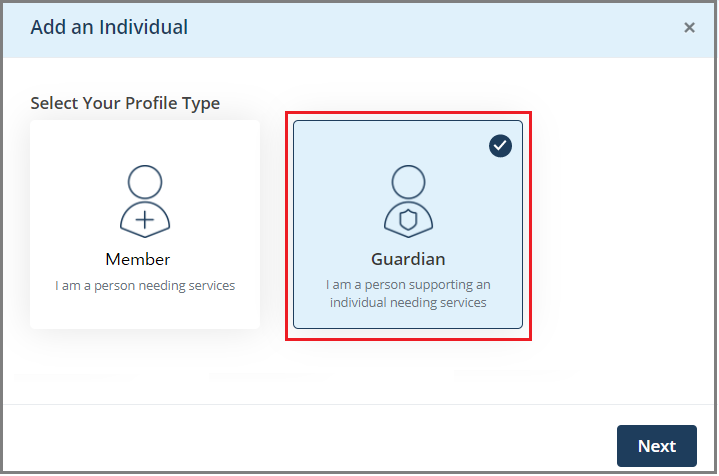 Add an Individual
Select Your Profile Type
Member
I am a person needing services
Guardian
I am a person supporting an
individual needing services
Next